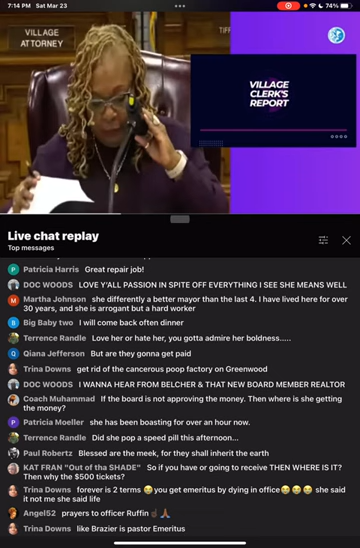 7:14 PM Sat Mar 23
74%
VILLAGE
ATTORNEY
TIFF
VILLAGE
CLERK'S
REPORT
Live chat replay
Top messages
Patricia Harris Great repair job!
DOC WOODS LOVE Y'ALL PASSION IN SPITE OFF EVERYTHING I SEE SHE MEANS WELL
Martha Johnson she differently a better mayor than the last 4. I have lived here for over
30 years, and she is arrogant but a hard worker
Big Baby two I will come back often dinner
Terrence Randle Love her or hate her, you gotta admire her boldness.....
Qiana Jefferson But are they gonna get paid
Trina Downs get rid of the cancerous poop factory on Greenwood
DOC WOODS I WANNA HEAR FROM BELCHER & THAT NEW BOARD MEMBER REALTOR
Coach Muhammad If the board is not approving the money. Then where is she getting
the money?
Patricia Moeller she has been boasting for over an hour now.
Terrence Randle Did she pop a speed pill this afternoon...
Paul Robertz Blessed are the meek, for they shall inherit the earth
KAT FRAN "Out of tha SHADE" So if you have or going to receive THEN WHERE IS IT?
Then why the $500 tickets?
Trina Downs forever is 2 terms 😂you get emeritus by dying in office😂😂😂 she said
it not me she said life
Angel52 prayers to officer Ruffin ☝🏾🙏🏾
Trina Downs like Brazier is pastor Emeritus